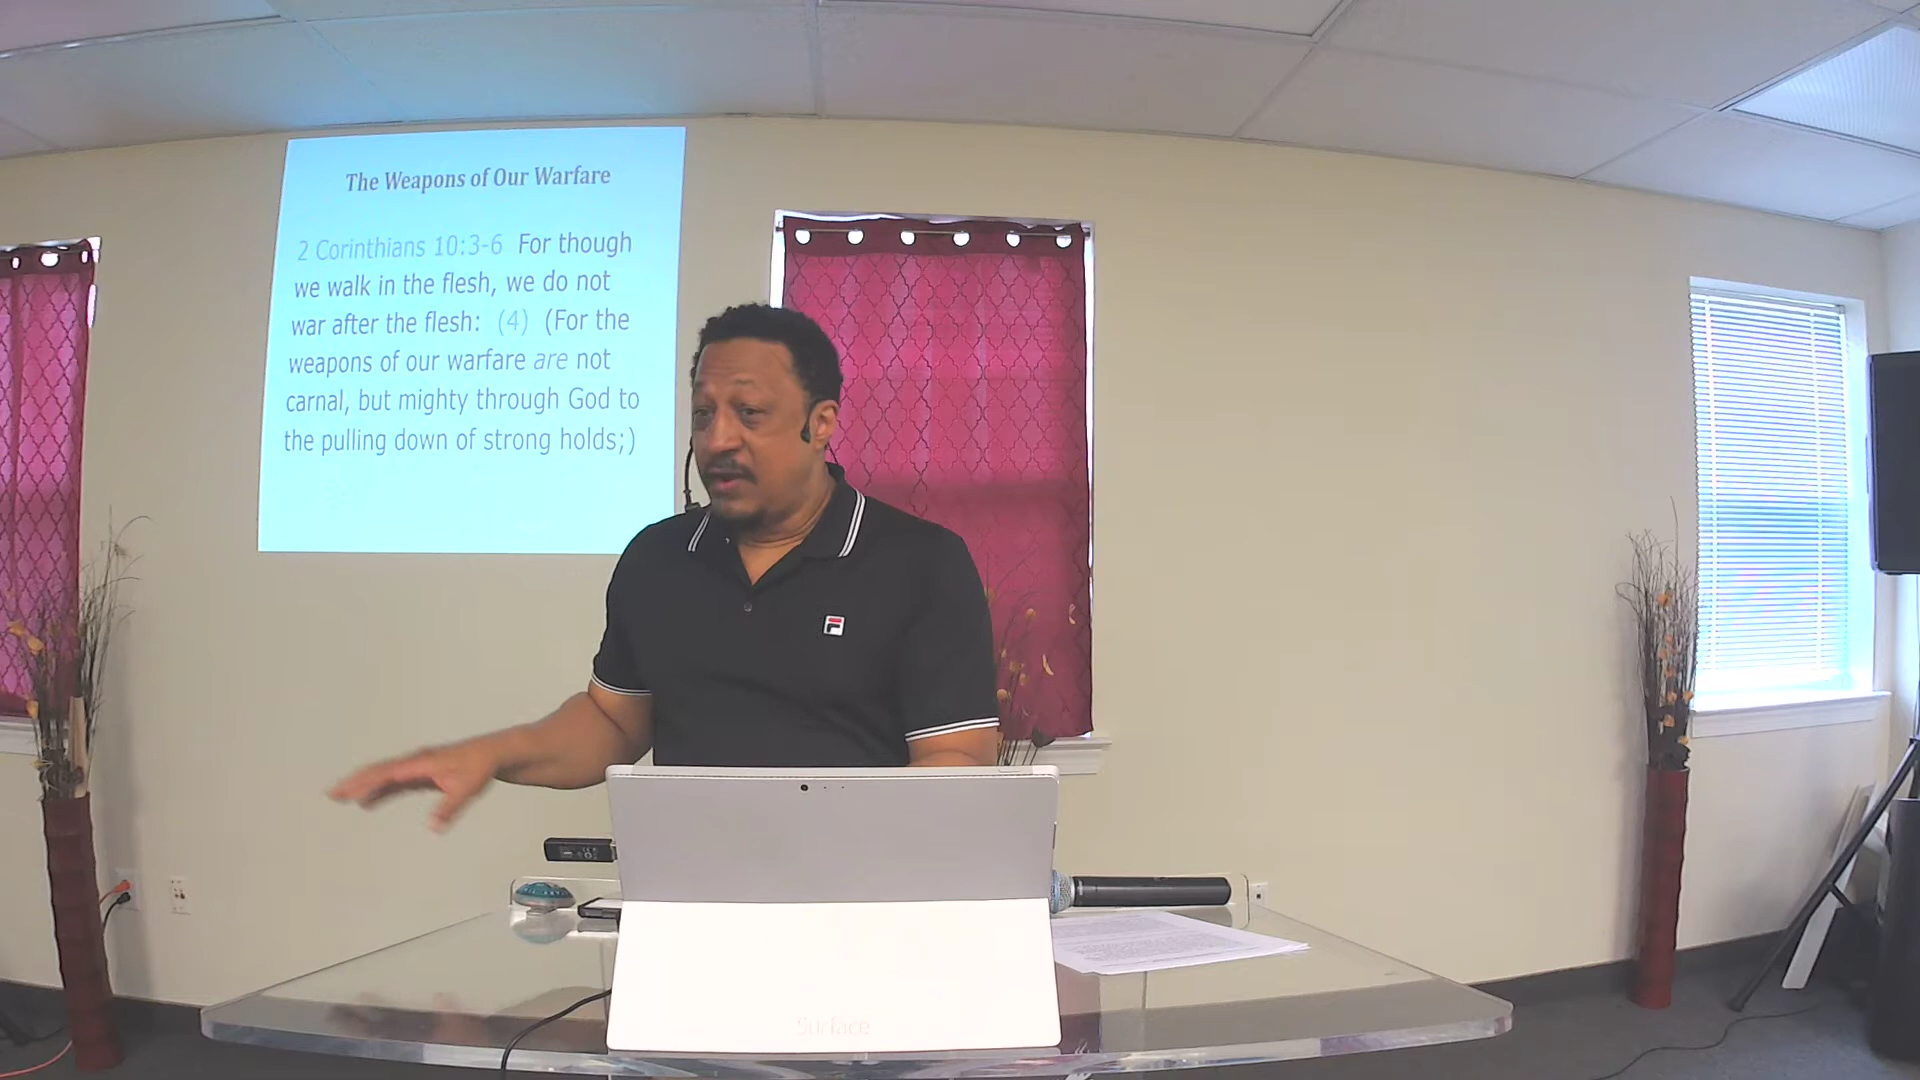 The Weapons of Our Warfare
2 Corinthians 10:3-6 For though
we walk in the flesh, we do not
war after the flesh: (4) (For the
weapons of our warfare are not
carnal, but mighty through God to
the pulling down of strong holds;)
Surface